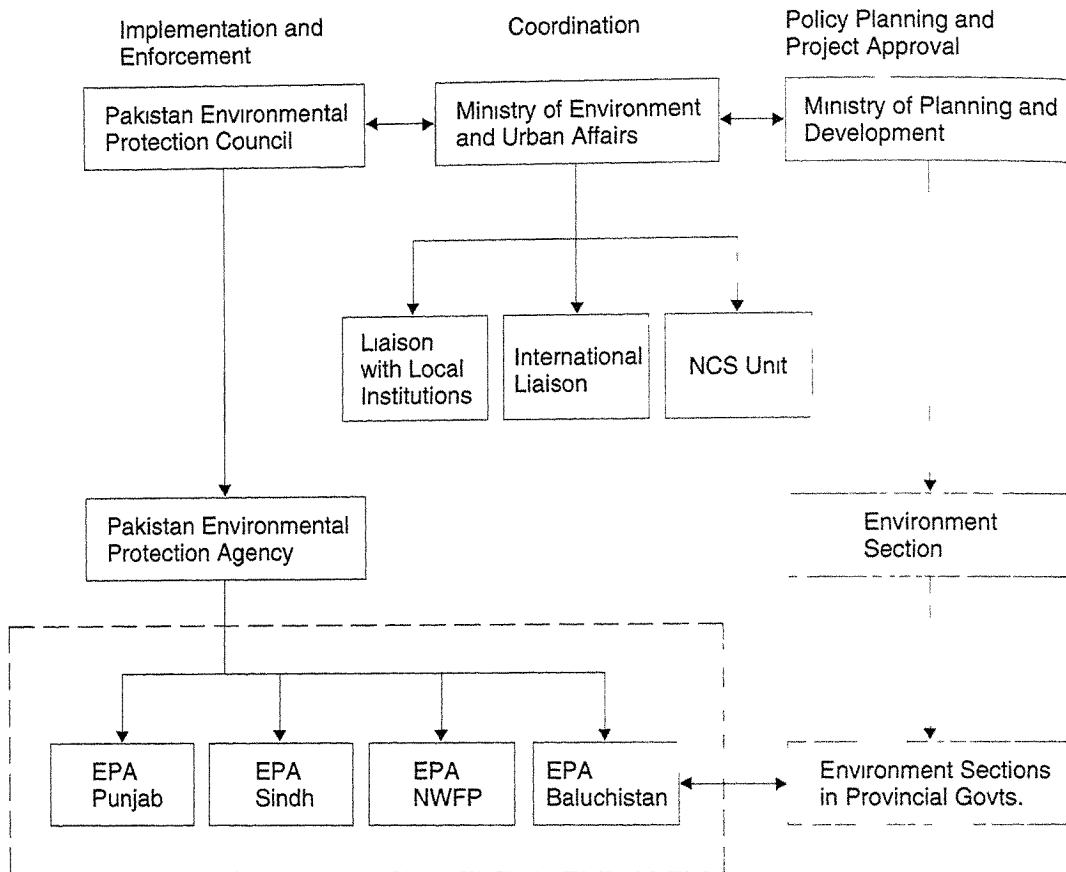 Implementation and
Enforcement
Coordination
Policy Planning and
Project Approval
Pakistan Environmental
Protection Council
Ministry of Environment
and Urban Affairs
Ministry of Planning and
Development
Liaison
with Local
Institutions
International
Liaison
NCS Unit
Pakistan Environmental
Protection Agency
Environment
Section
EPA
Punjab
EPA
Sindh
EPA
NWFP
EPA
Baluchistan
Environment Sections
in Provincial Govts.